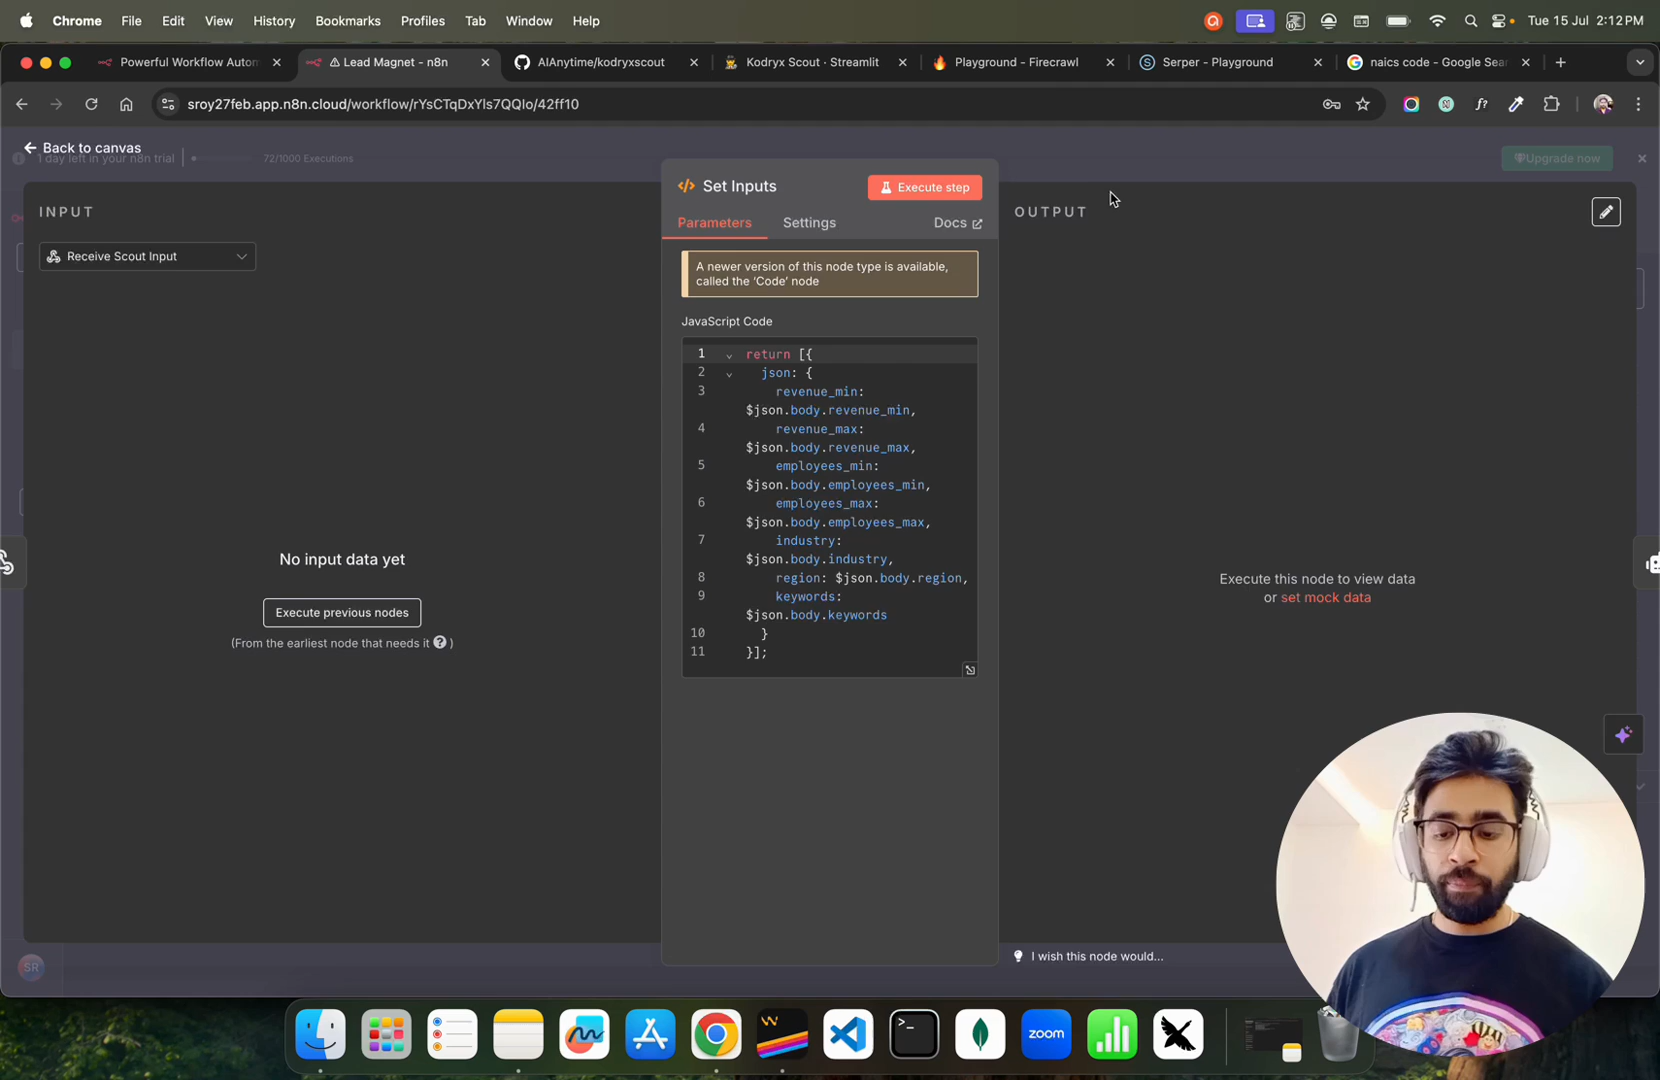 Chrome File Edit View History Bookmarks Profiles Tab Window Help
Tue 15 Jul 2:12 PM
Powerful Workflow Autom
⚠ Lead Magnet - n8n
AIAnytime/kodryxscout
Kodryx Scout · Streamlit
Playground - Firecrawl
Serper - Playground
naics code - Google Sear
sroy27feb.app.n8n.cloud/workflow/rYsCTqDxYls7QQIo/42ff10
f?
Back to canvas
1 day left in your n8n trial
72/1000 Executions
Upgrade now
INPUT
Receive Scout Input
No input data yet
Execute previous nodes
(From the earliest node that needs it ? )
Set Inputs
Execute step
Parameters
Settings
Docs
A newer version of this node type is available,
called the ‘Code’ node
JavaScript Code
1 return [{
2 json: {
3 revenue_min:
$json.body.revenue_min,
4 revenue_max:
$json.body.revenue_max,
5 employees_min:
$json.body.employees_min,
6 employees_max:
$json.body.employees_max,
7 industry:
$json.body.industry,
8 region: $json.body.region,
9 keywords:
$json.body.keywords
10 }
11 }];
OUTPUT
Execute this node to view data
or set mock data
I wish this node would...
SR
zoom